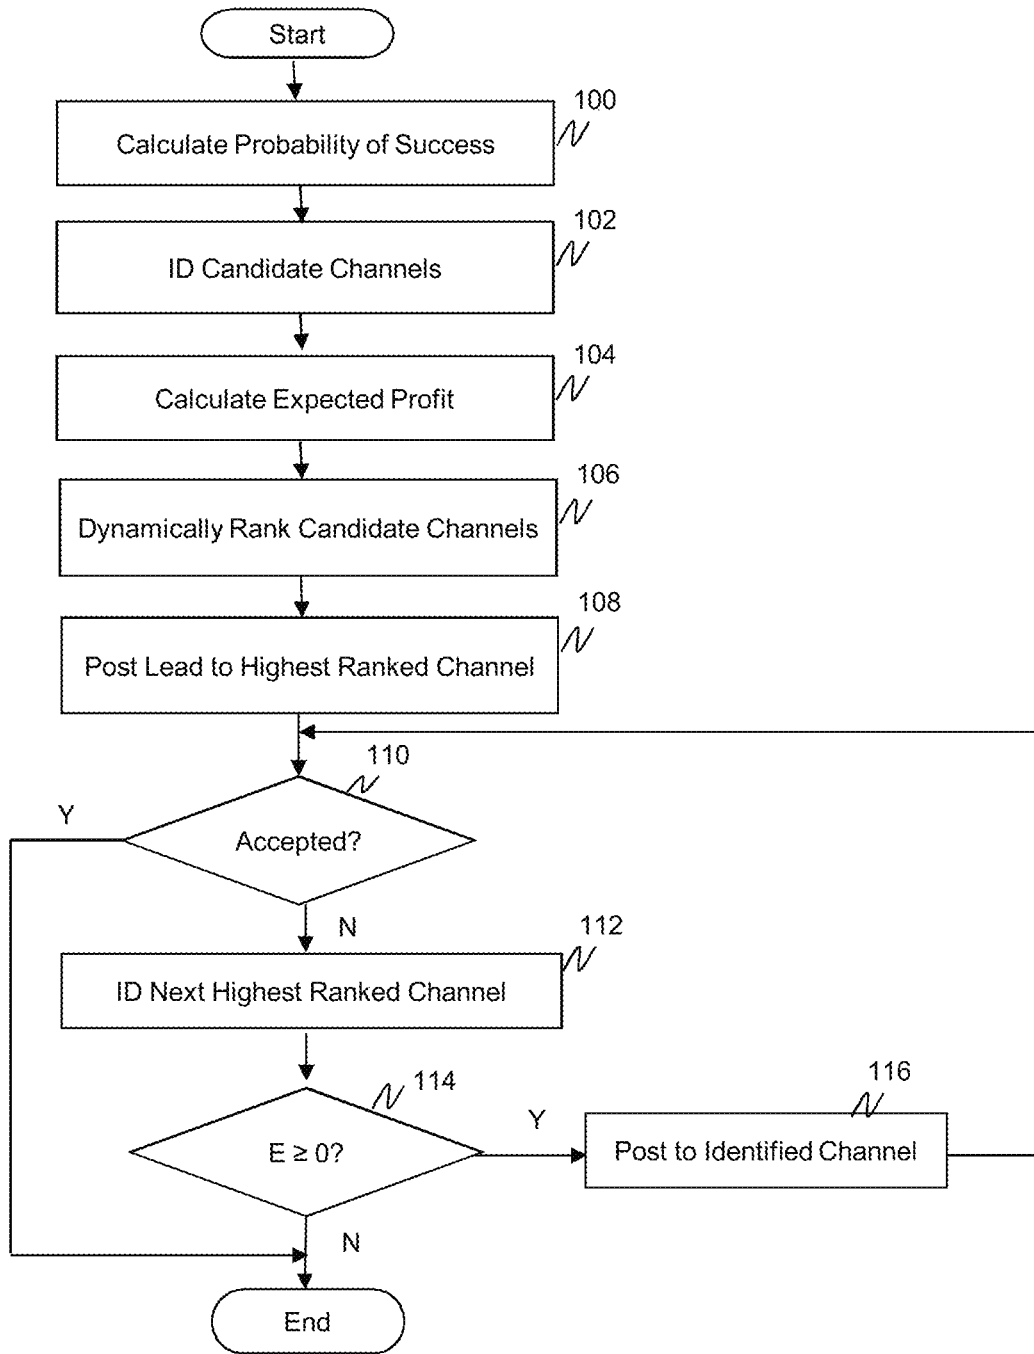 Start
100
Calculate Probability of Success
102
ID Candidate Channels
104
Calculate Expected Profit
106
Dynamically Rank Candidate Channels
108
Post Lead to Highest Ranked Channel
110
Y
Accepted?
N
112
ID Next Highest Ranked Channel
114
116
Y
E ≥ 0?
Post to Identified Channel
N
End